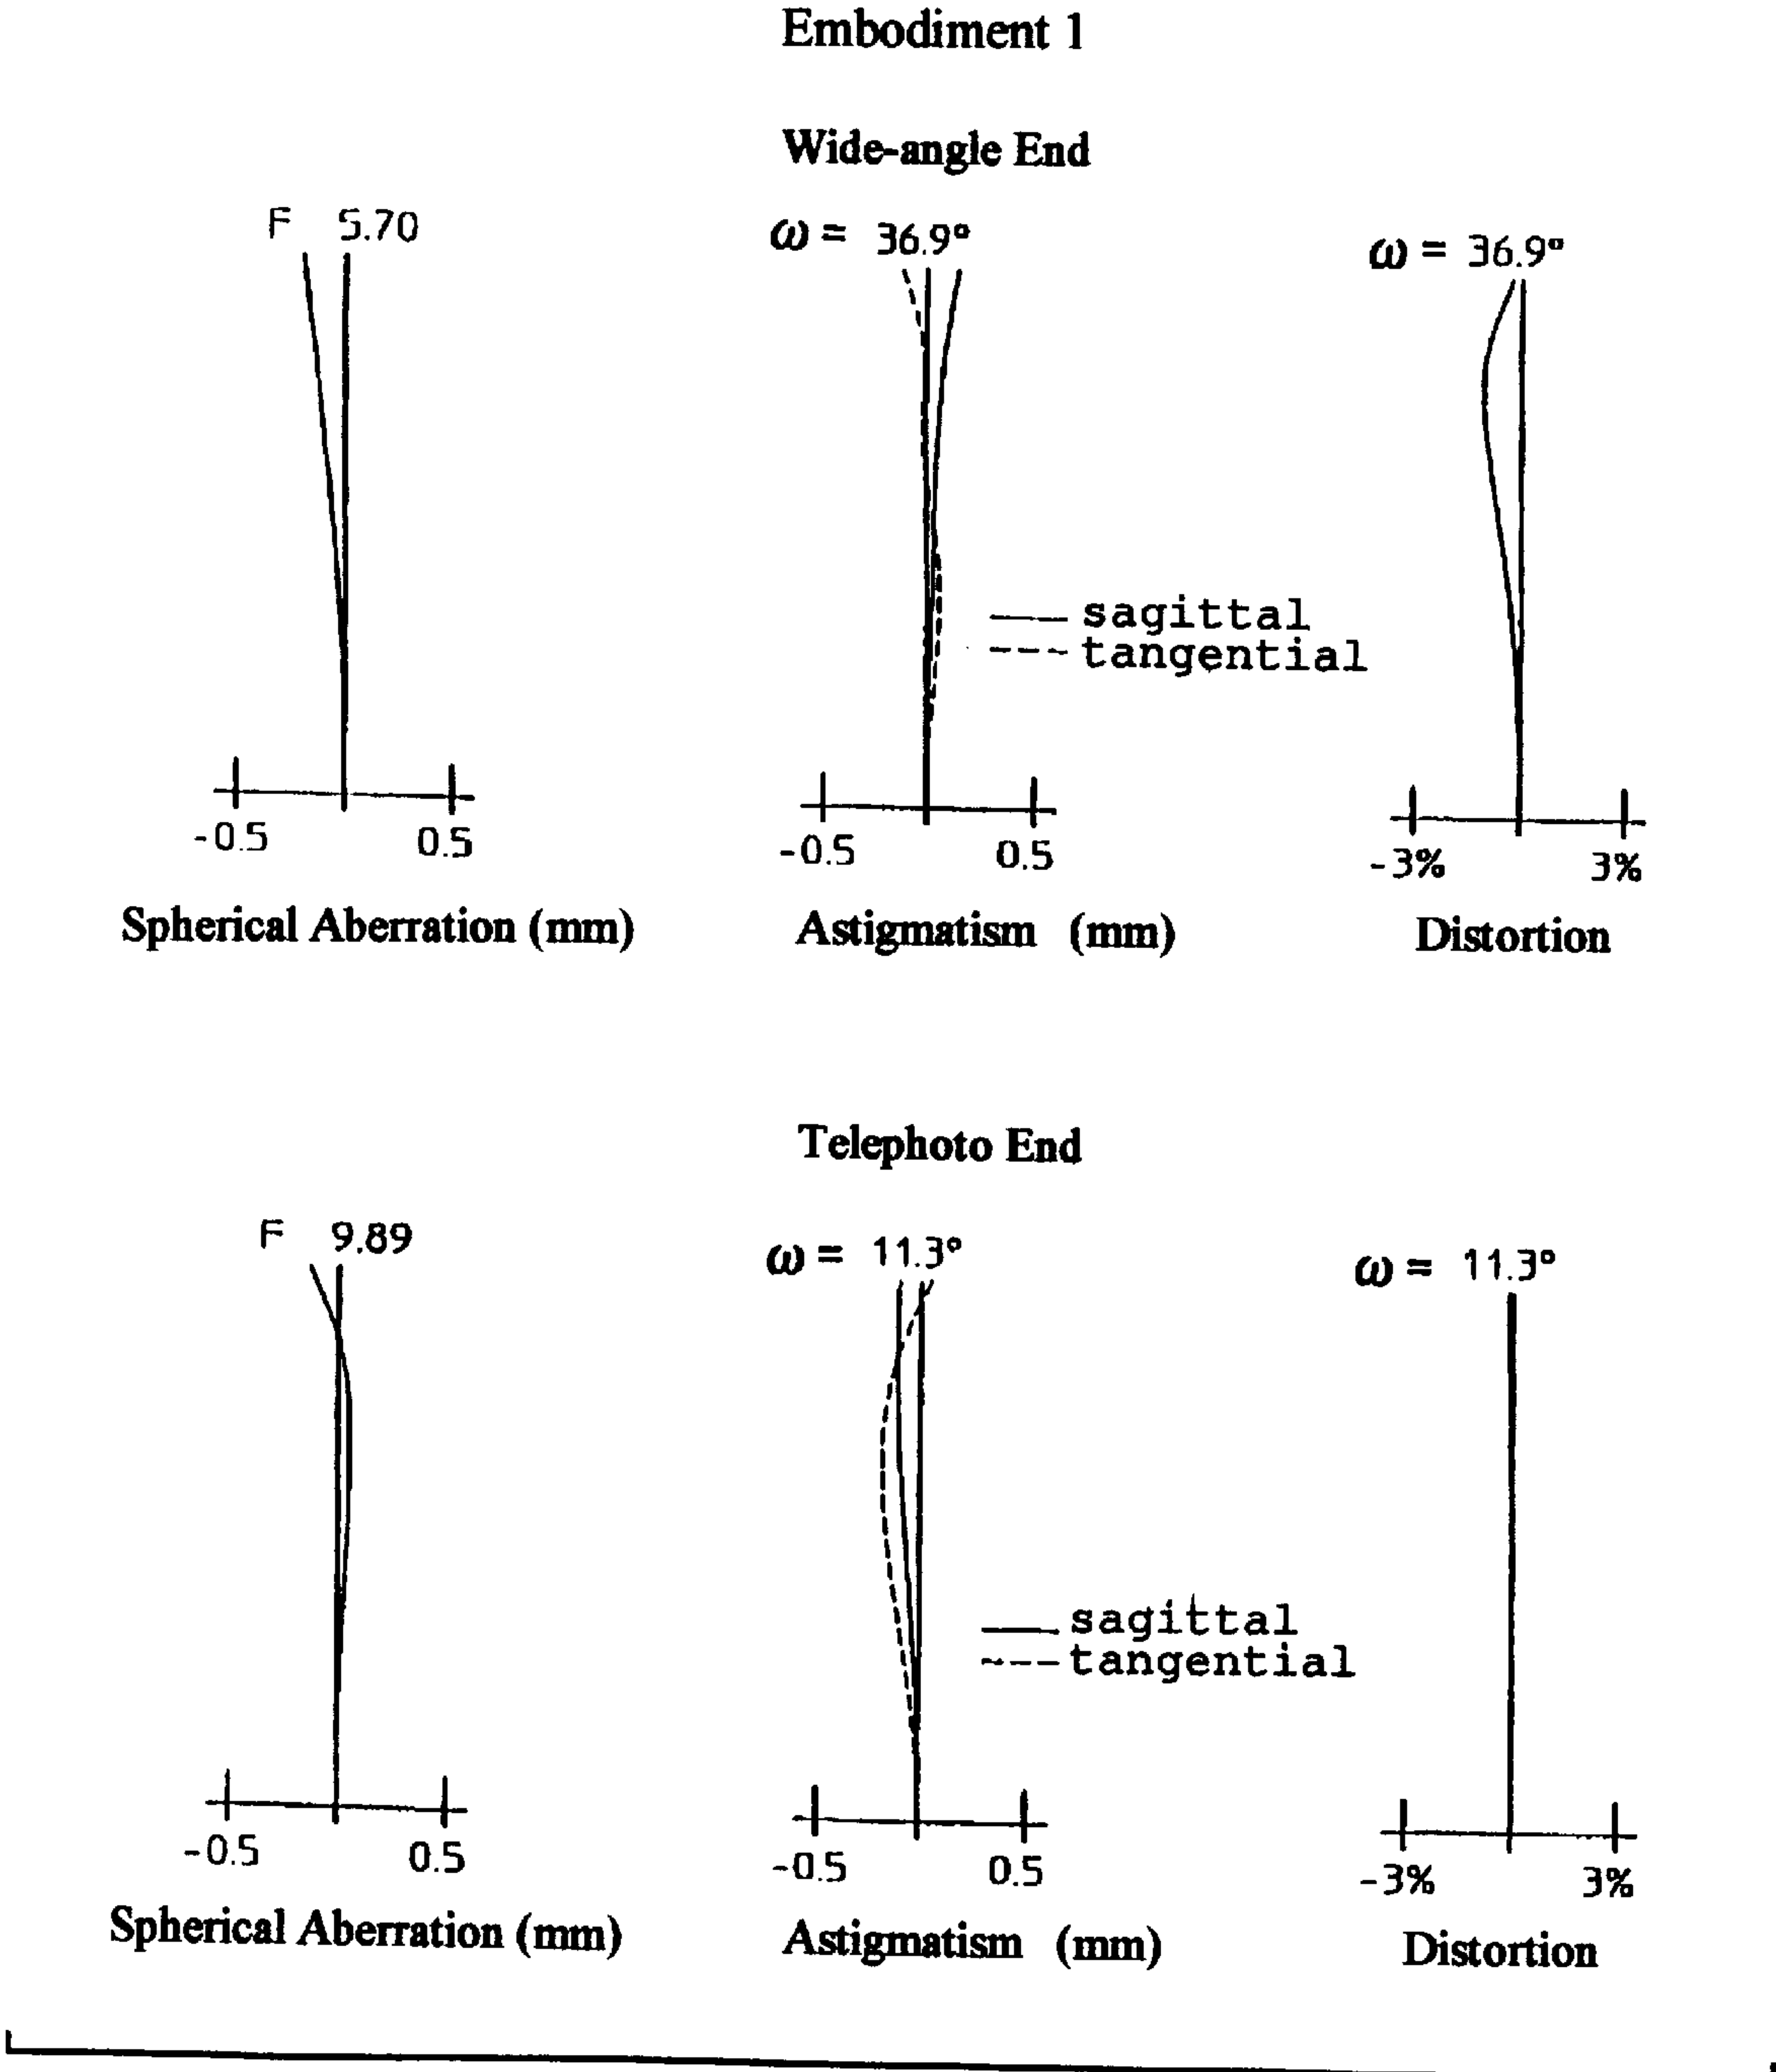 Embodiment 1
Wide-angle End
F 5.70
ω = 36.9°
ω = 36.9°
sagittal
tangential
-0.5 0.5
-0.5 0.5
-3% 3%
Spherical Aberration (mm)
Astigmatism (mm)
Distortion
Telephoto End
F 9.89
ω = 11.3°
ω = 11.3°
sagittal
tangential
-0.5 0.5
-0.5 0.5
-3% 3%
Spherical Aberration (mm)
Astigmatism (mm)
Distortion